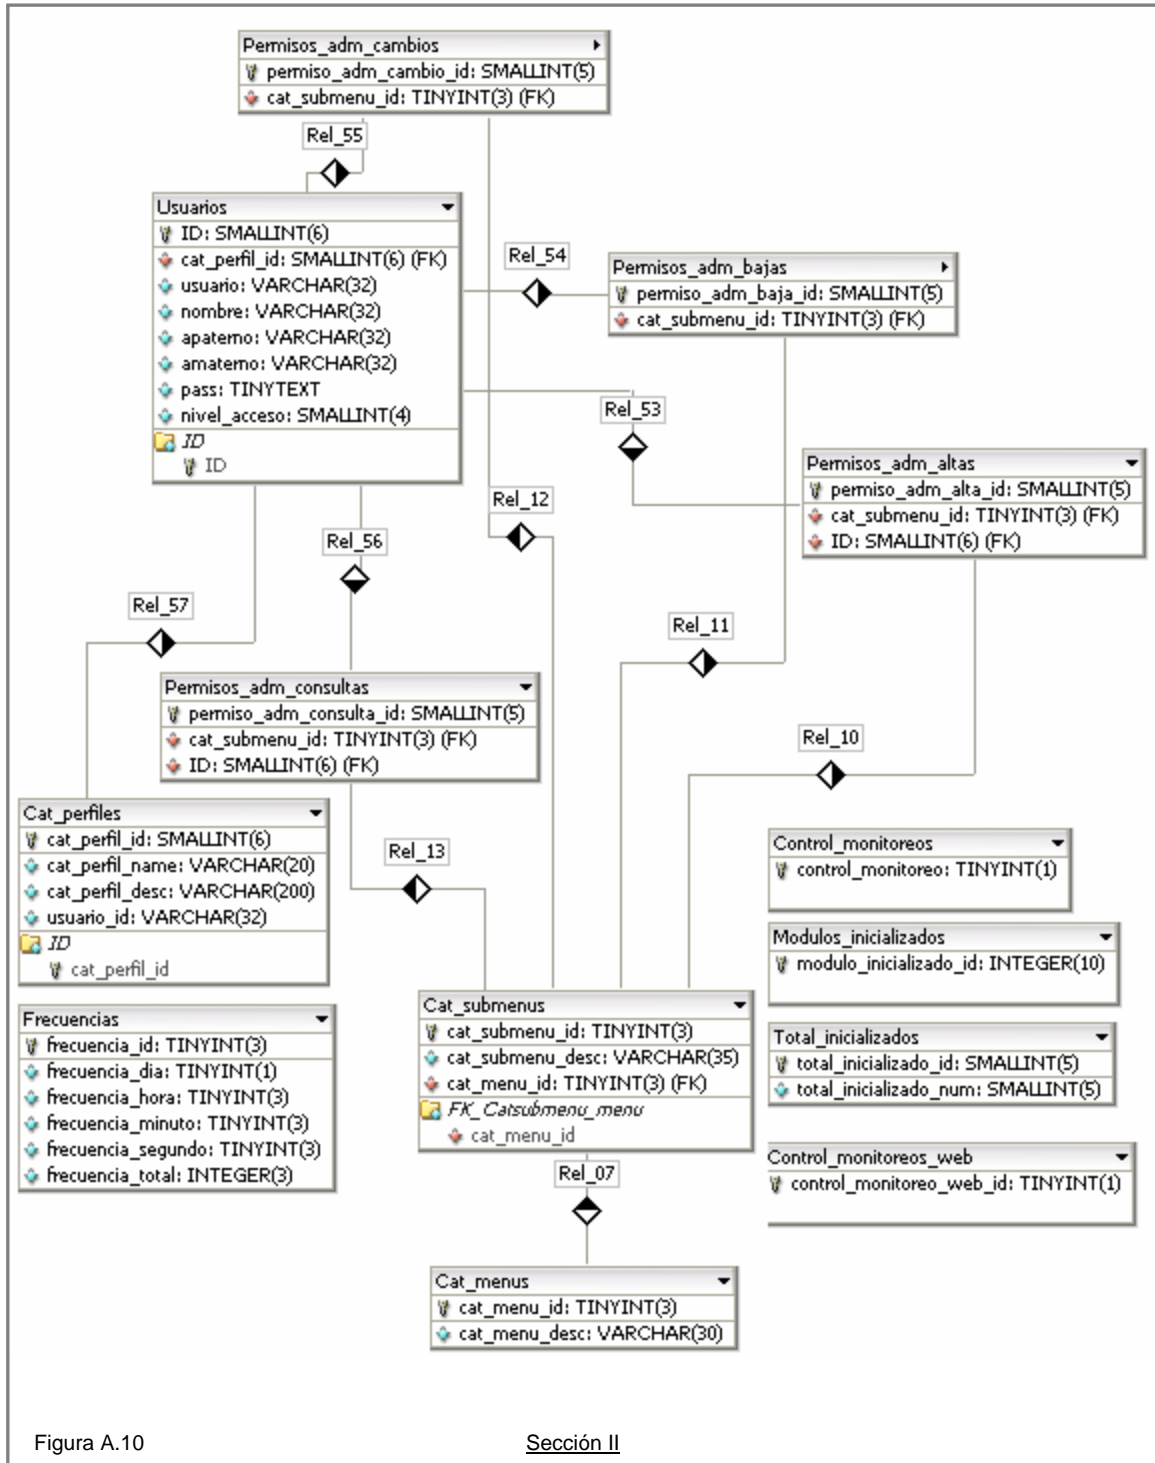 Permisos_adm_cambios
permiso_adm_cambio_id: SMALLINT(5)
cat_submenu_id: TINYINT(3) (FK)
Rel_55
Usuarios
ID: SMALLINT(6)
cat_perfil_id: SMALLINT(6) (FK)
usuario: VARCHAR(32)
nombre: VARCHAR(32)
apaterno: VARCHAR(32)
amaterno: VARCHAR(32)
pass: TINYTEXT
nivel_acceso: SMALLINT(4)
ID
ID
Rel_54
Permisos_adm_bajas
permiso_adm_baja_id: SMALLINT(5)
cat_submenu_id: TINYINT(3) (FK)
Rel_53
Permisos_adm_altas
permiso_adm_alta_id: SMALLINT(5)
cat_submenu_id: TINYINT(3) (FK)
ID: SMALLINT(6) (FK)
Rel_12
Rel_56
Rel_57
Rel_11
Permisos_adm_consultas
permiso_adm_consulta_id: SMALLINT(5)
cat_submenu_id: TINYINT(3) (FK)
ID: SMALLINT(6) (FK)
Rel_10
Cat_perfiles
cat_perfil_id: SMALLINT(6)
cat_perfil_name: VARCHAR(20)
cat_perfil_desc: VARCHAR(200)
usuario_id: VARCHAR(32)
ID
cat_perfil_id
Rel_13
Control_monitoreos
control_monitoreo: TINYINT(1)
Modulos_inicializados
modulo_inicializado_id: INTEGER(10)
Frecuencias
frecuencia_id: TINYINT(3)
frecuencia_dia: TINYINT(1)
frecuencia_hora: TINYINT(3)
frecuencia_minuto: TINYINT(3)
frecuencia_segundo: TINYINT(3)
frecuencia_total: INTEGER(3)
Cat_submenus
cat_submenu_id: TINYINT(3)
cat_submenu_desc: VARCHAR(35)
cat_menu_id: TINYINT(3) (FK)
FK_Catsubmenu_menu
cat_menu_id
Total_inicializados
total_inicializado_id: SMALLINT(5)
total_inicializado_num: SMALLINT(5)
Control_monitoreos_web
control_monitoreo_web_id: TINYINT(1)
Rel_07
Cat_menus
cat_menu_id: TINYINT(3)
cat_menu_desc: VARCHAR(30)
Figura A.10
Sección II